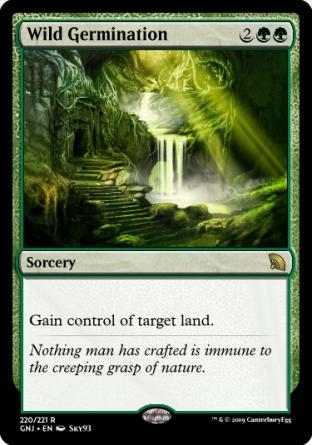 Wild Germination 2
Sorcery
Gain control of target land.
Nothing man has crafted is immune to
the creeping grasp of nature.
220/221 R
GNJ • EN SKY93
™ & © 2019 CanterburyEgg